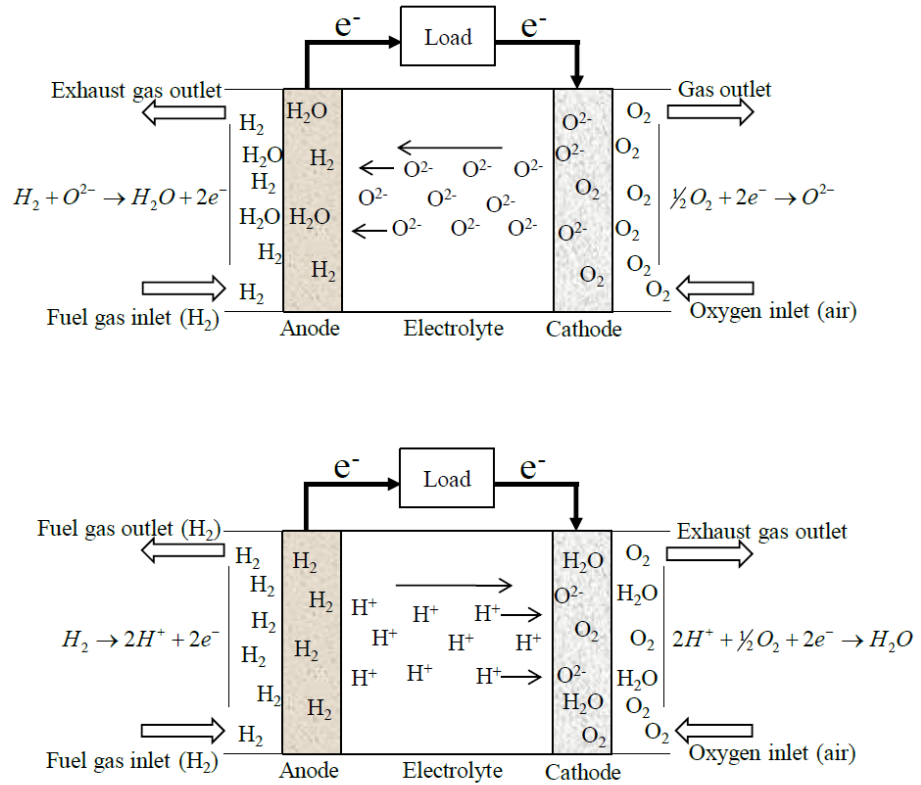 e⁻ Load e⁻
Exhaust gas outlet Gas outlet
H₂O O₂
H₂ O²⁻
H₂O H₂ O²⁻ O₂
O²⁻ O²⁻ O²⁻
H₂ O₂ O₂
H₂ + O²⁻ → H₂O + 2e⁻ O²⁻ O²⁻ ½O₂ + 2e⁻ → O²⁻
H₂O H₂O O²⁻ O²⁻ O²⁻ O²⁻ O₂
H₂ O₂
H₂ O₂
H₂ O₂
Fuel gas inlet (H₂) Oxygen inlet (air)
Anode Electrolyte Cathode
e⁻ Load e⁻
Fuel gas outlet (H₂) Exhaust gas outlet
H₂ H₂ H₂O O₂
H₂ O²⁻ H₂O
H₂ H⁺ H⁺ H⁺
H₂ O₂
H₂ → 2H⁺ + 2e⁻ H⁺ H⁺ H⁺ O₂ 2H⁺ + ½O₂ + 2e⁻ → H₂O
H₂ H₂
H⁺ H⁺ H⁺ O²⁻ H₂O
H₂ H₂O
H₂ O₂
H₂ O₂ O₂
Fuel gas inlet (H₂) Oxygen inlet (air)
Anode Electrolyte Cathode